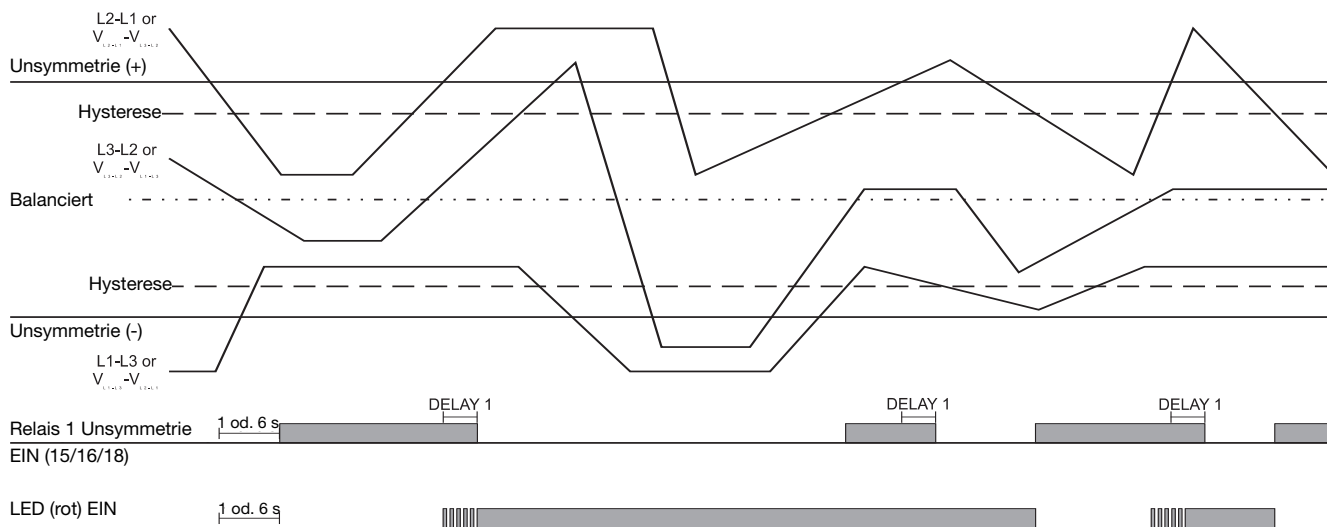 L2-L1 or
V -V
Unsymmetrie (+)
Hysterese
L3-L2 or
V -V
Balanciert
Hysterese
Unsymmetrie (-)
L1-L3 or
V -V
DELAY 1 DELAY 1 DELAY 1
Relais 1 Unsymmetrie 1 od. 6 s
EIN (15/16/18)
LED (rot) EIN 1 od. 6 s